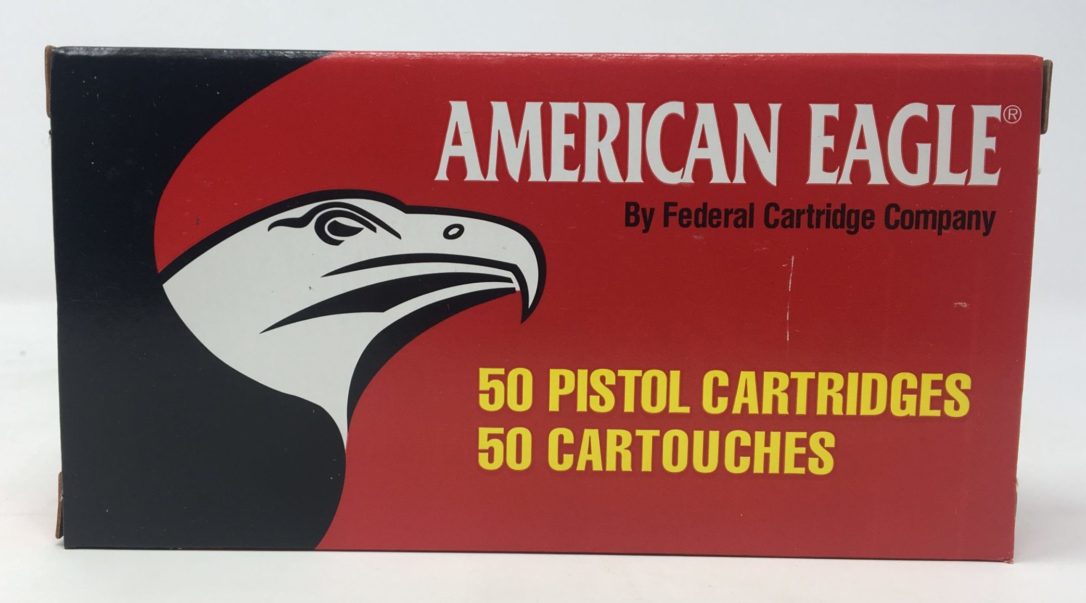 AMERICAN EAGLE®
By Federal Cartridge Company
50 PISTOL CARTRIDGES
50 CARTOUCHES